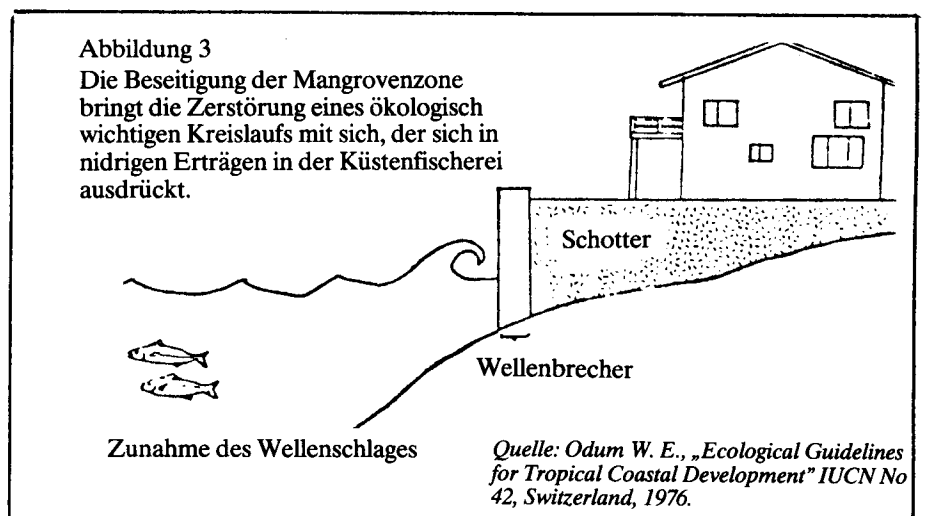 Abbildung 3
Die Beseitigung der Mangrovenzone
bringt die Zerstörung eines ökologisch
wichtigen Kreislaufs mit sich, der sich in
nidrigen Erträgen in der Küstenfischerei
ausdrückt.
Schotter
Wellenbrecher
Zunahme des Wellenschlages
Quelle: Odum W. E., „Ecological Guidelines
for Tropical Coastal Development” IUCN No
42, Switzerland, 1976.